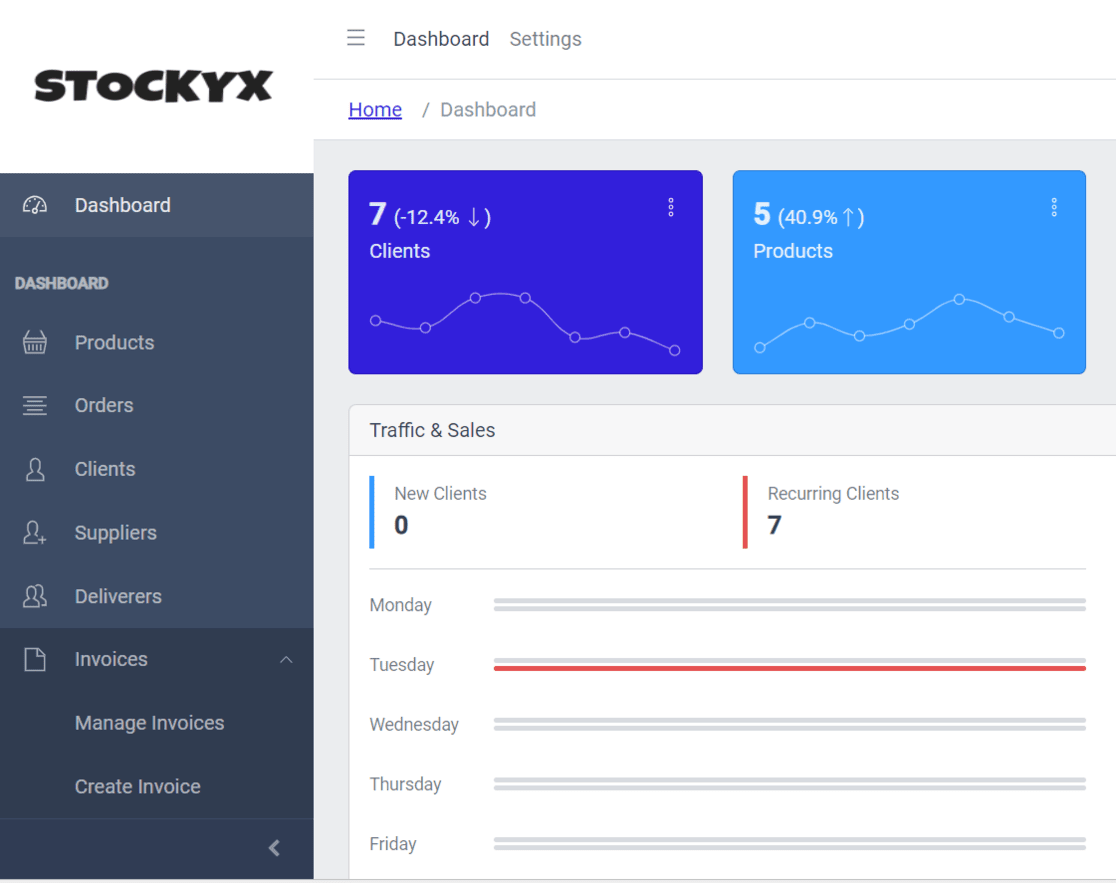 STOCKYX
Dashboard
DASHBOARD
Products
Orders
Clients
Suppliers
Deliverers
Invoices
Manage Invoices
Create Invoice
Dashboard Settings
Home / Dashboard
7 (-12.4% ↓)
Clients
5 (40.9% ↑)
Products
Traffic & Sales
New Clients
0
Recurring Clients
7
Monday
Tuesday
Wednesday
Thursday
Friday